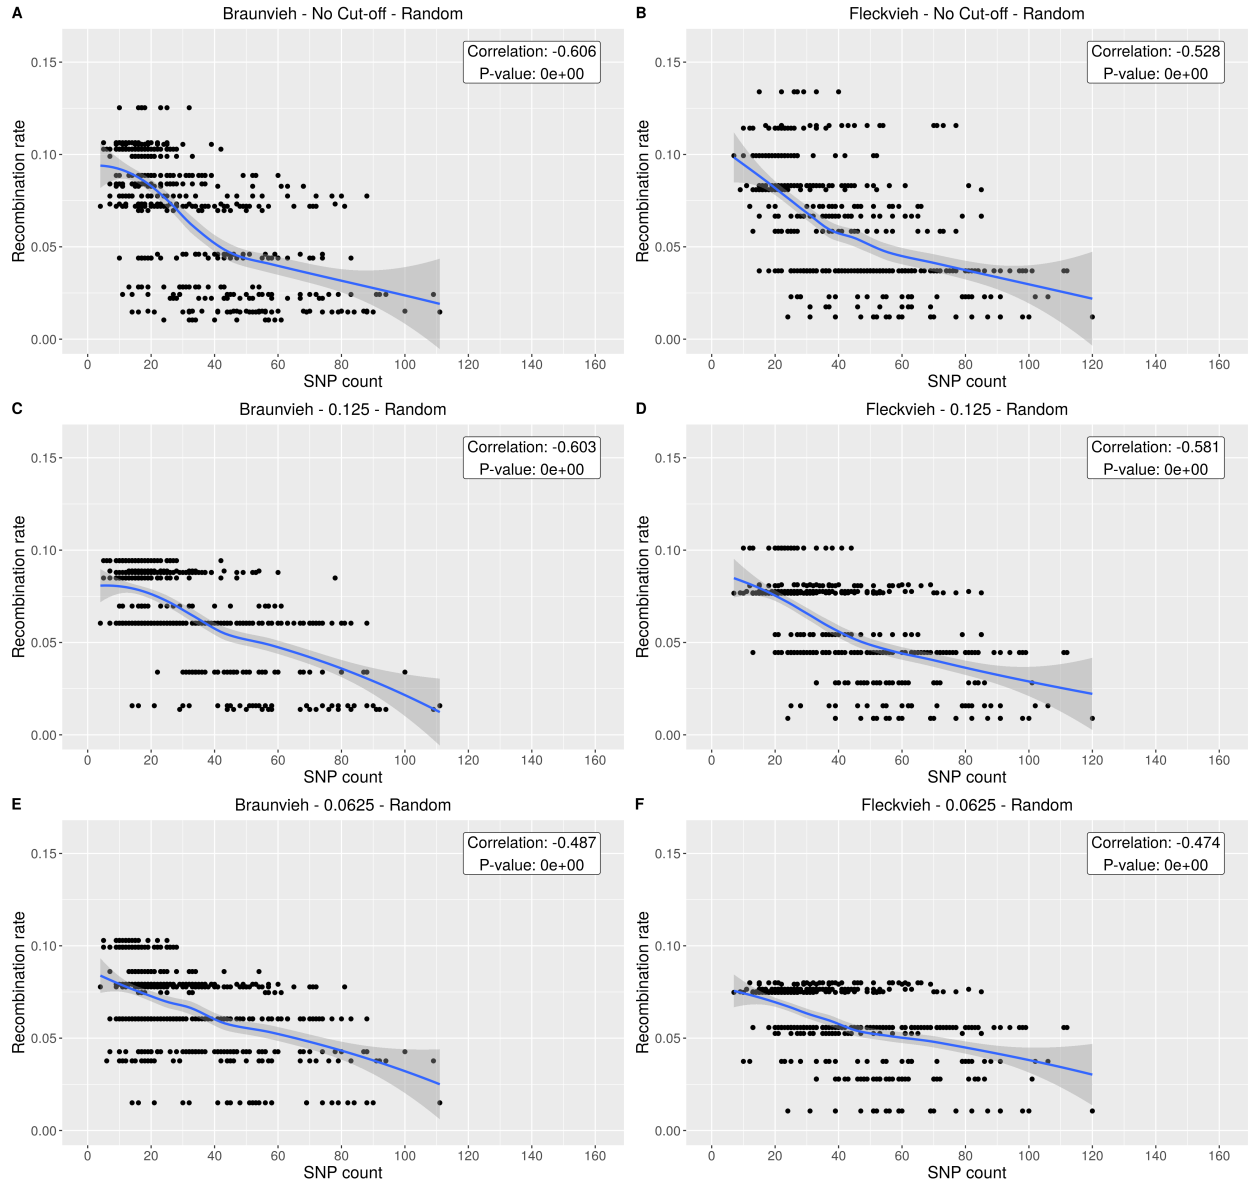 A
Braunvieh - No Cut-off - Random
Correlation: -0.606
P-value: 0e+00
Recombination rate
0.15
0.10
0.05
0.00
0 20 40 60 80 100 120 140 160
SNP count
B
Fleckvieh - No Cut-off - Random
Correlation: -0.528
P-value: 0e+00
Recombination rate
0.15
0.10
0.05
0.00
0 20 40 60 80 100 120 140 160
SNP count
C
Braunvieh - 0.125 - Random
Correlation: -0.603
P-value: 0e+00
Recombination rate
0.15
0.10
0.05
0.00
0 20 40 60 80 100 120 140 160
SNP count
D
Fleckvieh - 0.125 - Random
Correlation: -0.581
P-value: 0e+00
Recombination rate
0.15
0.10
0.05
0.00
0 20 40 60 80 100 120 140 160
SNP count
E
Braunvieh - 0.0625 - Random
Correlation: -0.487
P-value: 0e+00
Recombination rate
0.15
0.10
0.05
0.00
0 20 40 60 80 100 120 140 160
SNP count
F
Fleckvieh - 0.0625 - Random
Correlation: -0.474
P-value: 0e+00
Recombination rate
0.15
0.10
0.05
0.00
0 20 40 60 80 100 120 140 160
SNP count